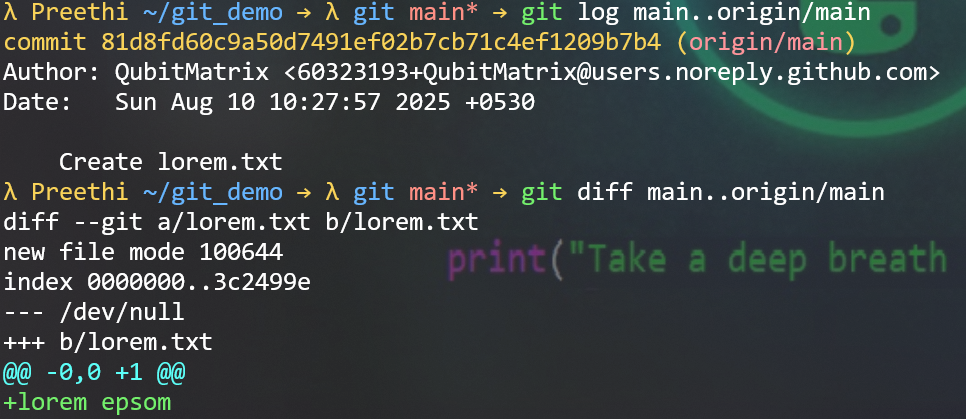 λ Preethi ~/git_demo → λ git main* → git log main..origin/main
commit 81d8fd60c9a50d7491ef02b7cb71c4ef1209b7b4 (origin/main)
Author: QubitMatrix <60323193+QubitMatrix@users.noreply.github.com>
Date:   Sun Aug 10 10:27:57 2025 +0530
    Create lorem.txt
λ Preethi ~/git_demo → λ git main* → git diff main..origin/main
diff --git a/lorem.txt b/lorem.txt
new file mode 100644
print("Take a deep breath
index 0000000..3c2499e
--- /dev/null
+++ b/lorem.txt
@@ -0,0 +1 @@
+lorem epsom